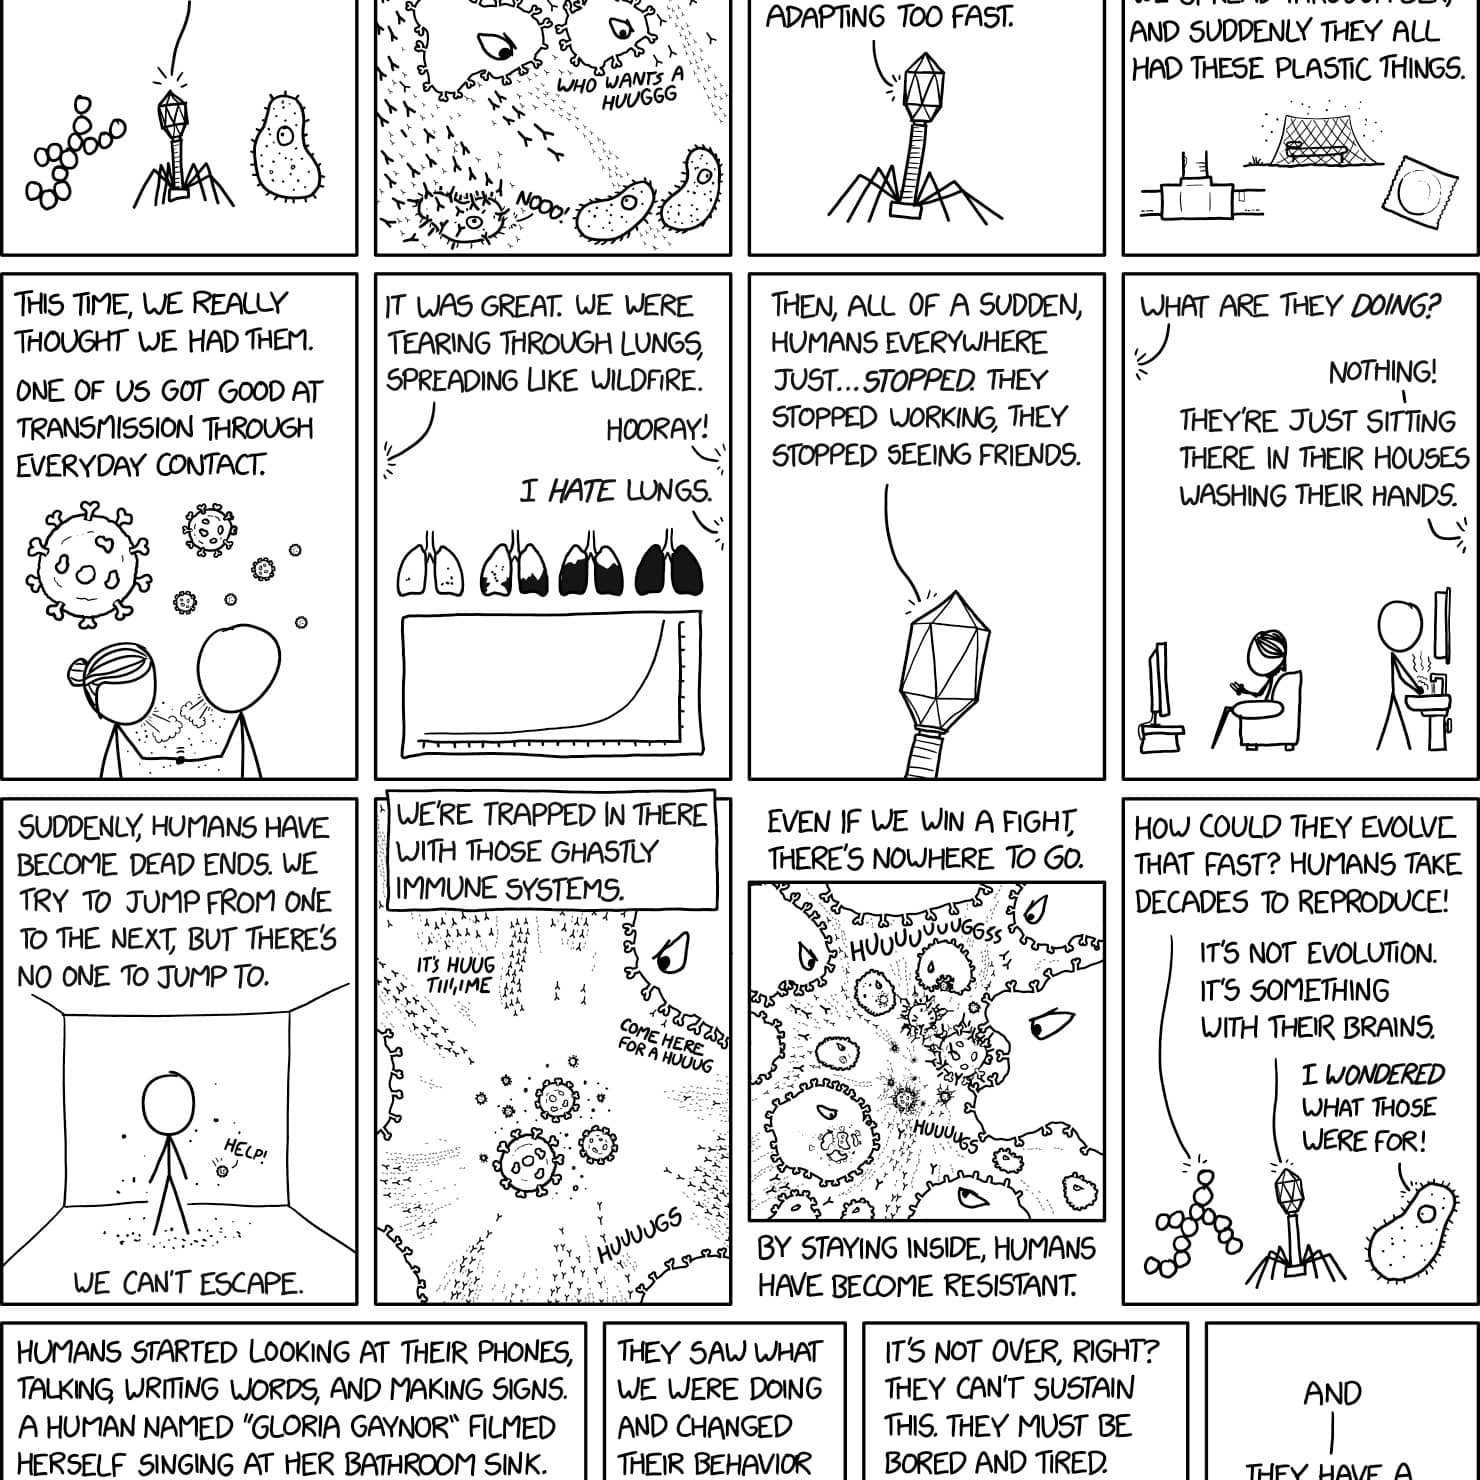 WHO WANTS A
HUUGGG
NOOO!
ADAPTING TOO FAST.
AND SUDDENLY THEY ALL
HAD THESE PLASTIC THINGS.
THIS TIME, WE REALLY
THOUGHT WE HAD THEM.
ONE OF US GOT GOOD AT
TRANSMISSION THROUGH
EVERYDAY CONTACT.
IT WAS GREAT. WE WERE
TEARING THROUGH LUNGS,
SPREADING LIKE WILDFIRE.
HOORAY!
I HATE LUNGS.
THEN, ALL OF A SUDDEN,
HUMANS EVERYWHERE
JUST...STOPPED. THEY
STOPPED WORKING, THEY
STOPPED SEEING FRIENDS.
WHAT ARE THEY DOING?
NOTHING!
THEY'RE JUST SITTING
THERE IN THEIR HOUSES
WASHING THEIR HANDS.
SUDDENLY, HUMANS HAVE
BECOME DEAD ENDS. WE
TRY TO JUMP FROM ONE
TO THE NEXT, BUT THERE'S
NO ONE TO JUMP TO.
HELP!
WE CAN'T ESCAPE.
WE'RE TRAPPED IN THERE
WITH THOSE GHASTLY
IMMUNE SYSTEMS.
IT'S HUUG
TIIIIME
COME HERE
FOR A HUUUG
HUUUUGS
EVEN IF WE WIN A FIGHT,
THERE'S NOWHERE TO GO.
HUUUUUUUGGSS
HUUUUGS
BY STAYING INSIDE, HUMANS
HAVE BECOME RESISTANT.
HOW COULD THEY EVOLVE
THAT FAST? HUMANS TAKE
DECADES TO REPRODUCE!
IT'S NOT EVOLUTION.
IT'S SOMETHING
WITH THEIR BRAINS.
I WONDERED
WHAT THOSE
WERE FOR!
HUMANS STARTED LOOKING AT THEIR PHONES,
TALKING, WRITING WORDS, AND MAKING SIGNS.
A HUMAN NAMED "GLORIA GAYNOR" FILMED
HERSELF SINGING AT HER BATHROOM SINK.
THEY SAW WHAT
WE WERE DOING
AND CHANGED
THEIR BEHAVIOR
IT'S NOT OVER, RIGHT?
THEY CAN'T SUSTAIN
THIS. THEY MUST BE
BORED AND TIRED.
AND
THEY HAVE A